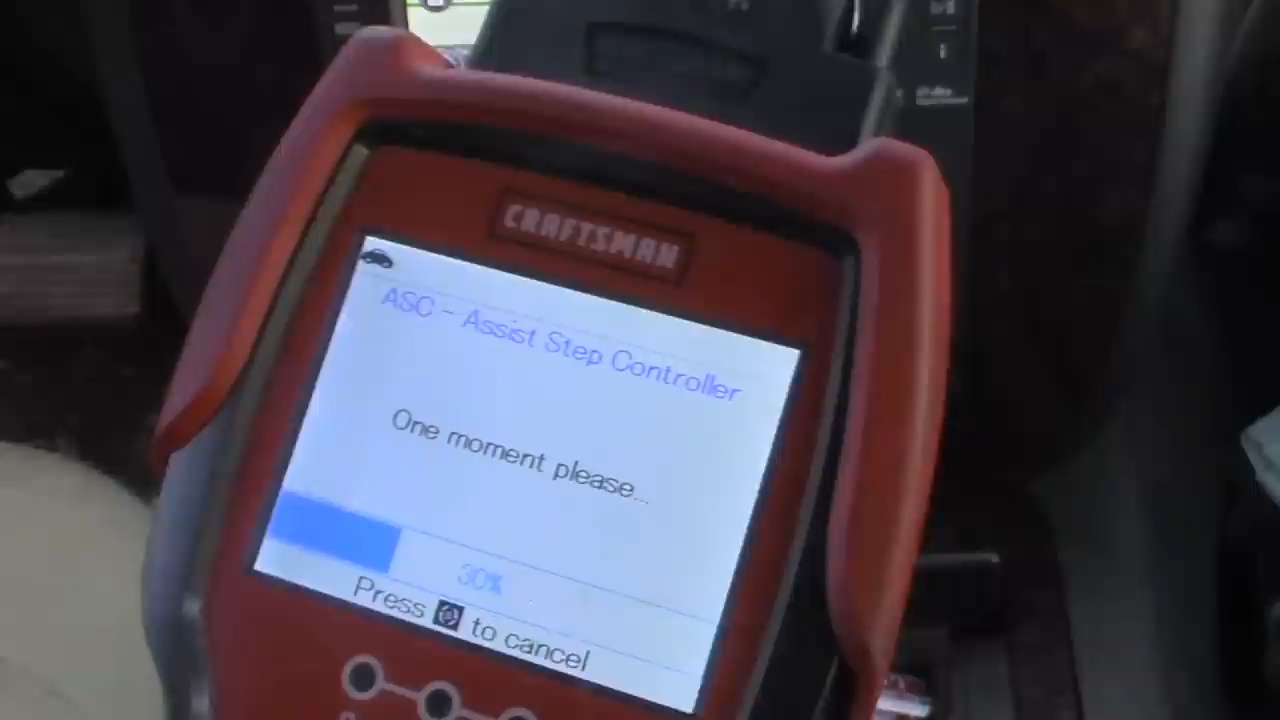 CRAFTSMAN
ASC - Assist Step Controller
One moment please...
30%
Press to cancel